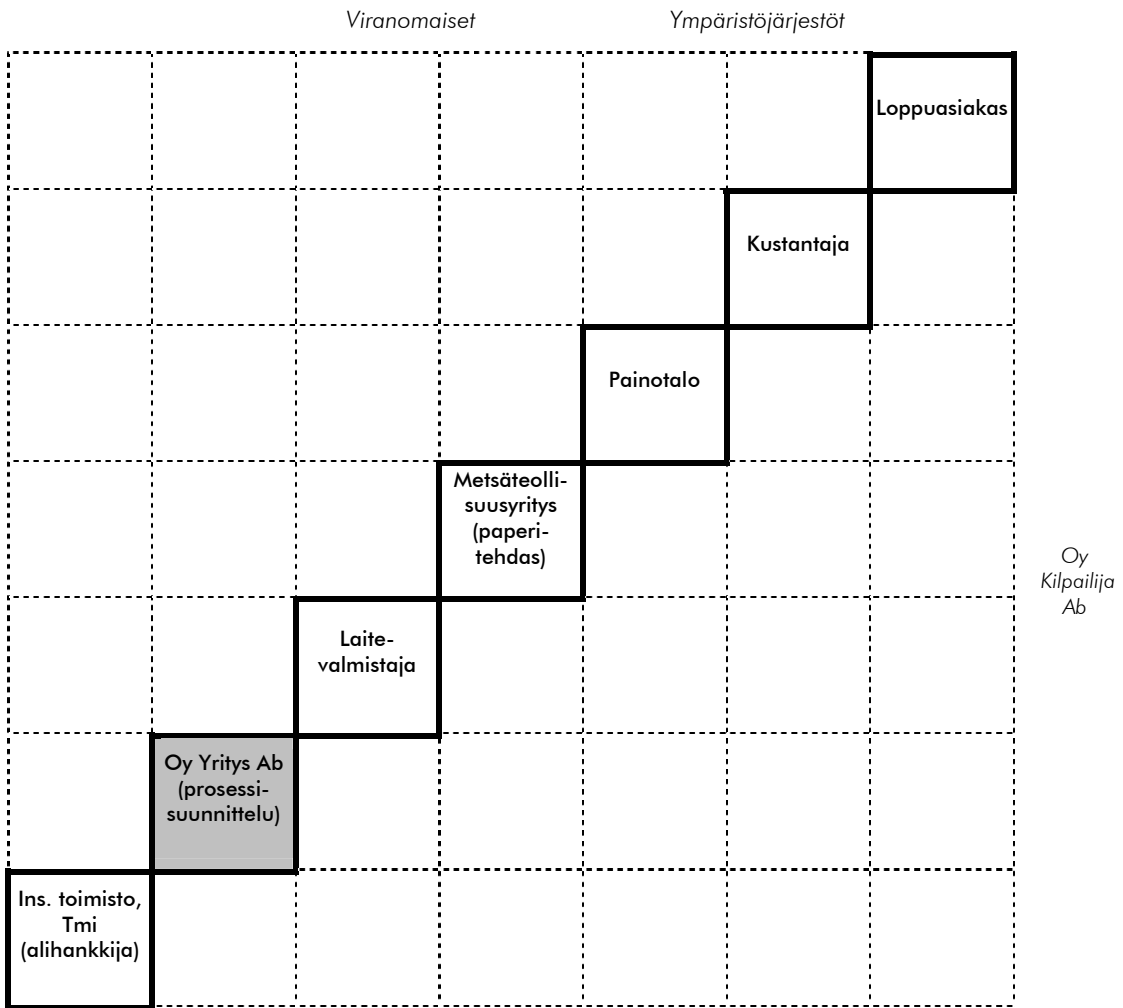 Viranomaiset
Ympäristöjärjestöt
Loppuasiakas
Kustantaja
Painotalo
Metsäteolli-
suusyritys
(paperi-
tehdas)
Oy
Kilpailija
Ab
Laite-
valmistaja
Oy Yritys Ab
(prosessi-
suunnittelu)
Ins. toimisto,
Tmi
(alihankkija)